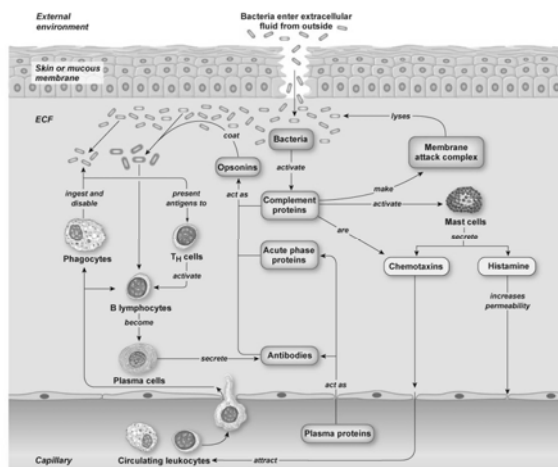 External
environment
Bacteria enter extracellular
fluid from outside
Skin or mucous
membrane
ECF
lyses
coat
Bacteria
Membrane
attack complex
Opsonins
activate
make
ingest and
disable
present
antigens to
act as
Complement
proteins
activate
Mast cells
are
secrete
Phagocytes
TH cells
Acute phase
proteins
Chemotaxins
Histamine
activate
B lymphocytes
increases
permeability
become
Plasma cells
secrete
Antibodies
act as
Plasma proteins
Capillary
Circulating leukocytes
attract